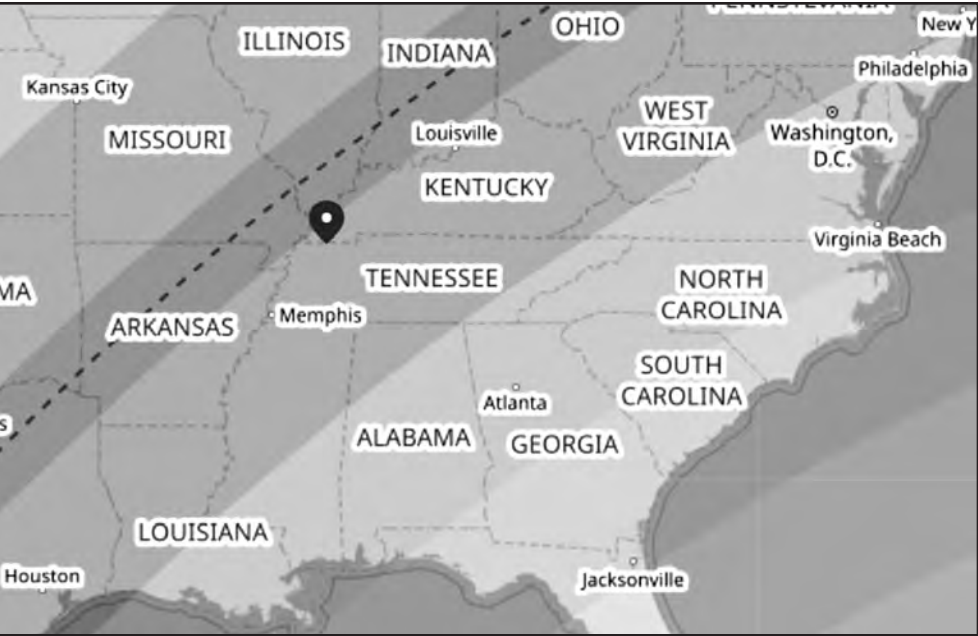 PENNSYLVANIA
New Y
OHIO
ILLINOIS
INDIANA
Philadelphia
Kansas City
WEST
VIRGINIA
Washington,
D.C.
MISSOURI
Louisville
KENTUCKY
Virginia Beach
TENNESSEE
NORTH
CAROLINA
MA
ARKANSAS
Memphis
SOUTH
CAROLINA
Atlanta
s
ALABAMA
GEORGIA
LOUISIANA
Houston
Jacksonville